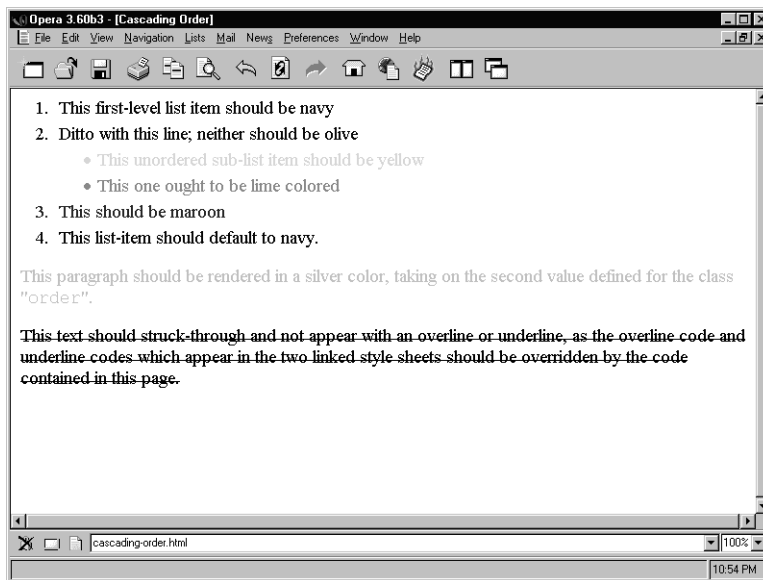 Opera 3.60b3 - [Cascading Order]
File Edit View Navigation Lists Mail News Preferences Window Help
1. This first-level list item should be navy
2. Ditto with this line; neither should be olive
• This unordered sub-list item should be yellow
• This one ought to be lime colored
3. This should be maroon
4. This list-item should default to navy.
This paragraph should be rendered in a silver color, taking on the second value defined for the class
"order".
This text should struck-through and not appear with an overline or underline, as the overline code and
underline codes which appear in the two linked style sheets should be overridden by the code
contained in this page.
cascading-order.html 100%
10:54 PM